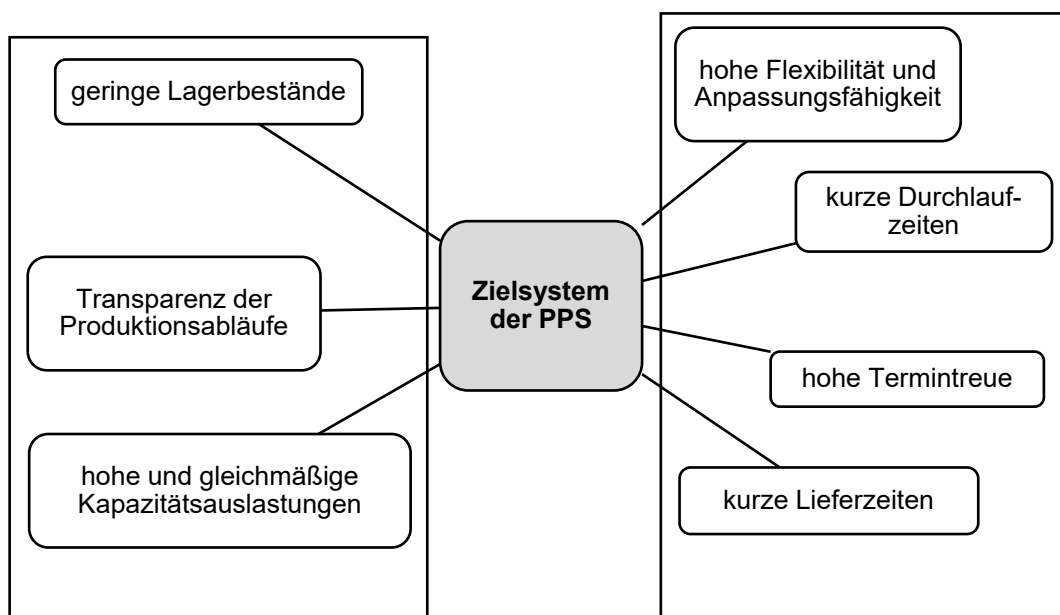 geringe Lagerbestände
Transparenz der
Produktionsabläufe
hohe und gleichmäßige
Kapazitätsauslastungen
Zielsystem
der PPS
hohe Flexibilität und
Anpassungsfähigkeit
kurze Durchlauf-
zeiten
hohe Termintreue
kurze Lieferzeiten